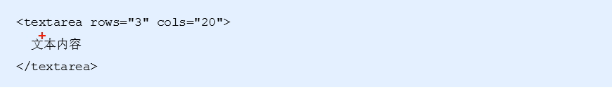 <textarea rows="3" cols="20">
文本内容
</textarea>